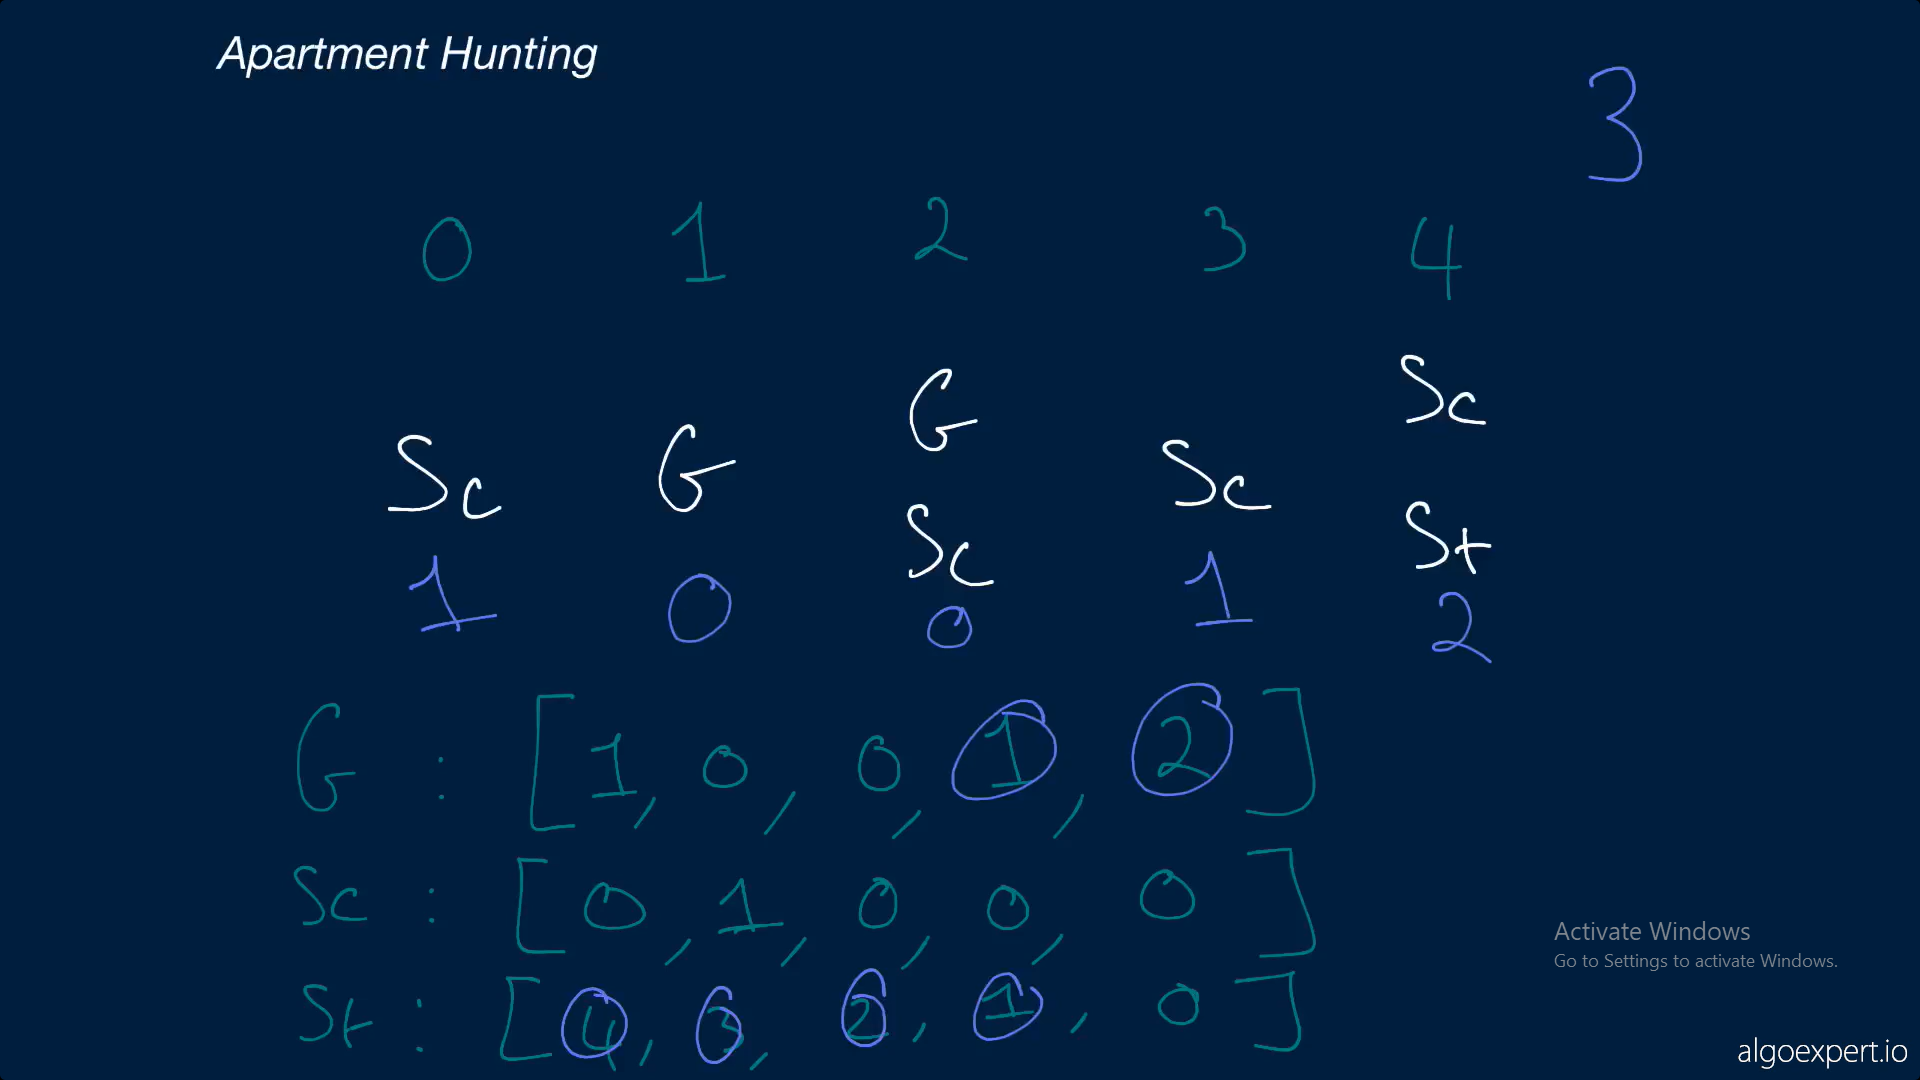 Apartment Hunting
3
0 1 2 3 4
G Sc
Sc G Sc Sc St
1 0 0 1 2
G : [1, 0, 0, 1, 2]
Sc : [0, 1, 0, 0, 0]
St : [4, 3, 2, 1, 0]
Activate Windows
Go to Settings to activate Windows.
algoexpert.io